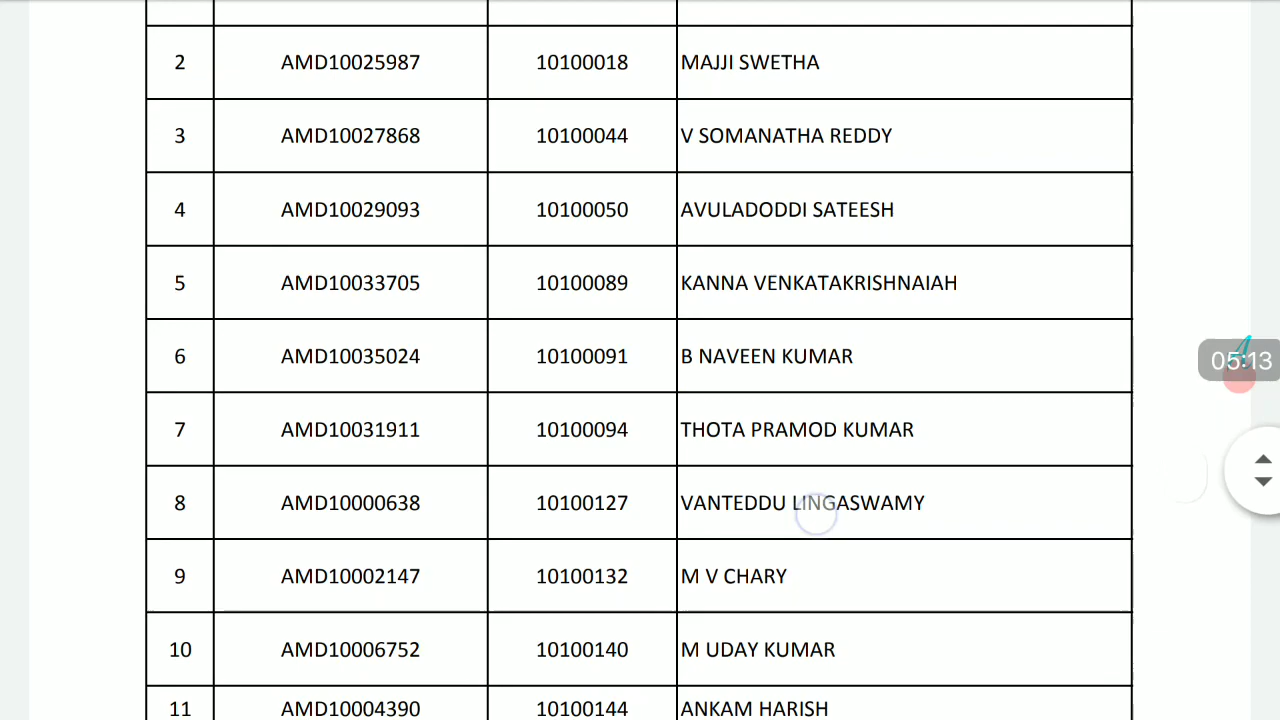 2 AMD10025987 10100018 MAJJI SWETHA
3 AMD10027868 10100044 V SOMANATHA REDDY
4 AMD10029093 10100050 AVULADODDI SATEESH
5 AMD10033705 10100089 KANNA VENKATAKRISHNAIAH
6 AMD10035024 10100091 B NAVEEN KUMAR
05:13
7 AMD10031911 10100094 THOTA PRAMOD KUMAR
8 AMD10000638 10100127 VANTEDDU LINGASWAMY
9 AMD10002147 10100132 M V CHARY
10 AMD10006752 10100140 M UDAY KUMAR
11 AMD10004390 10100144 ANKAM HARISH